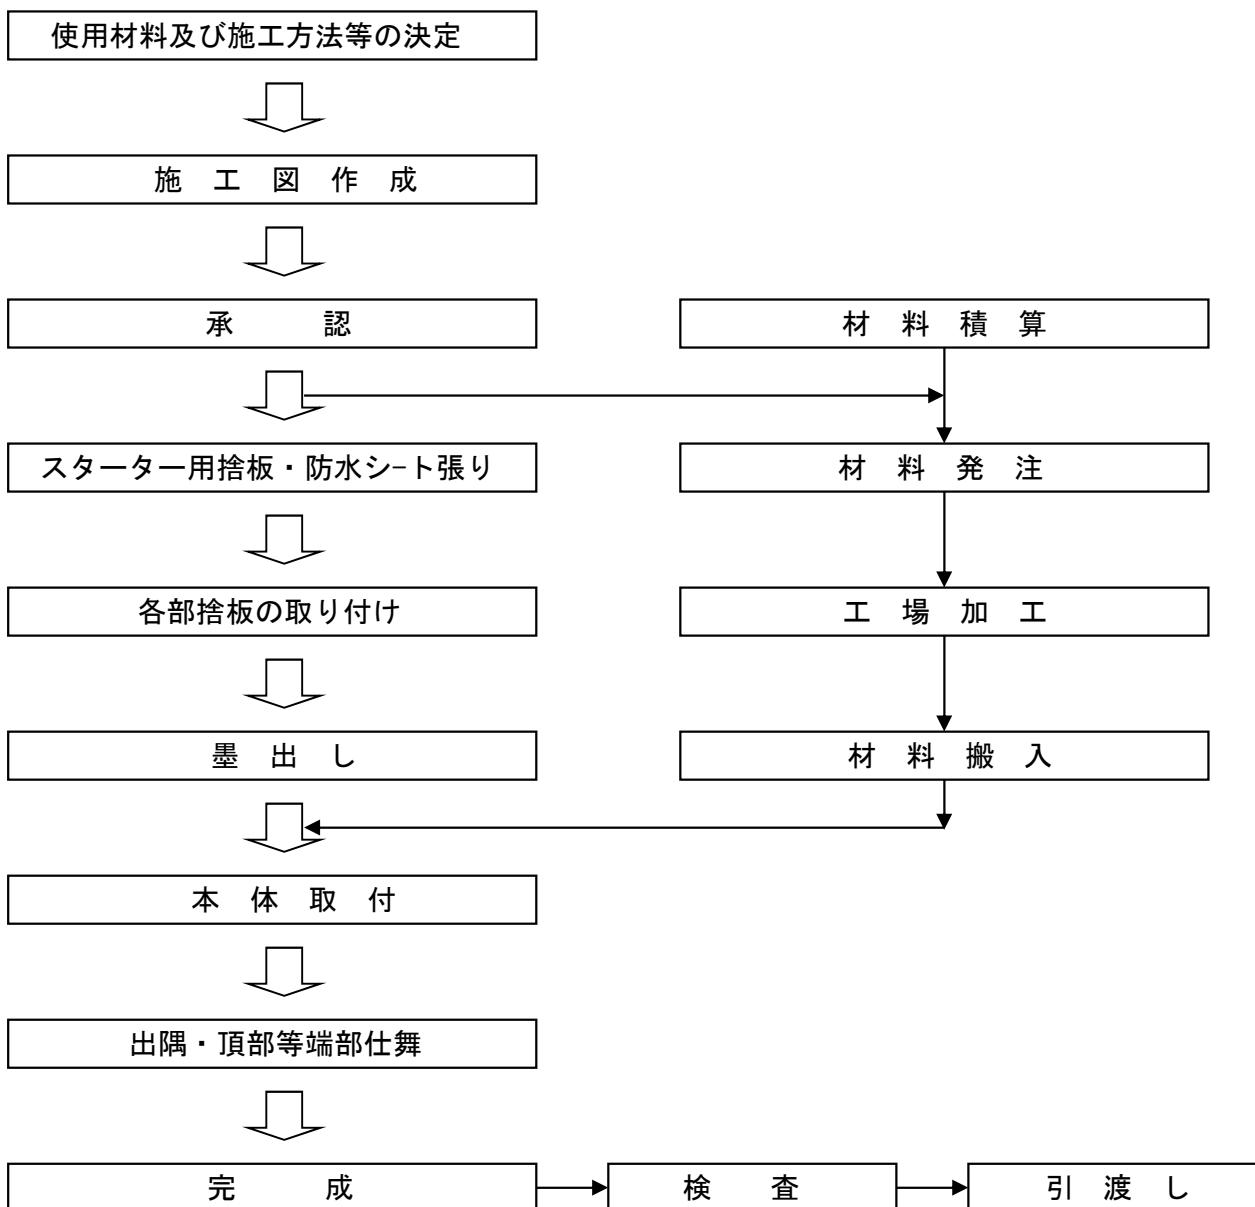 使用材料及び施工方法等の決定
施 工 図 作 成
承 認
材 料 積 算
スターター用捨板・防水シ-ト張り
材 料 発 注
各部捨板の取り付け
工 場 加 工
墨 出 し
材 料 搬 入
本 体 取 付
出隅・頂部等端部仕舞
完 成
検 査
引 渡 し